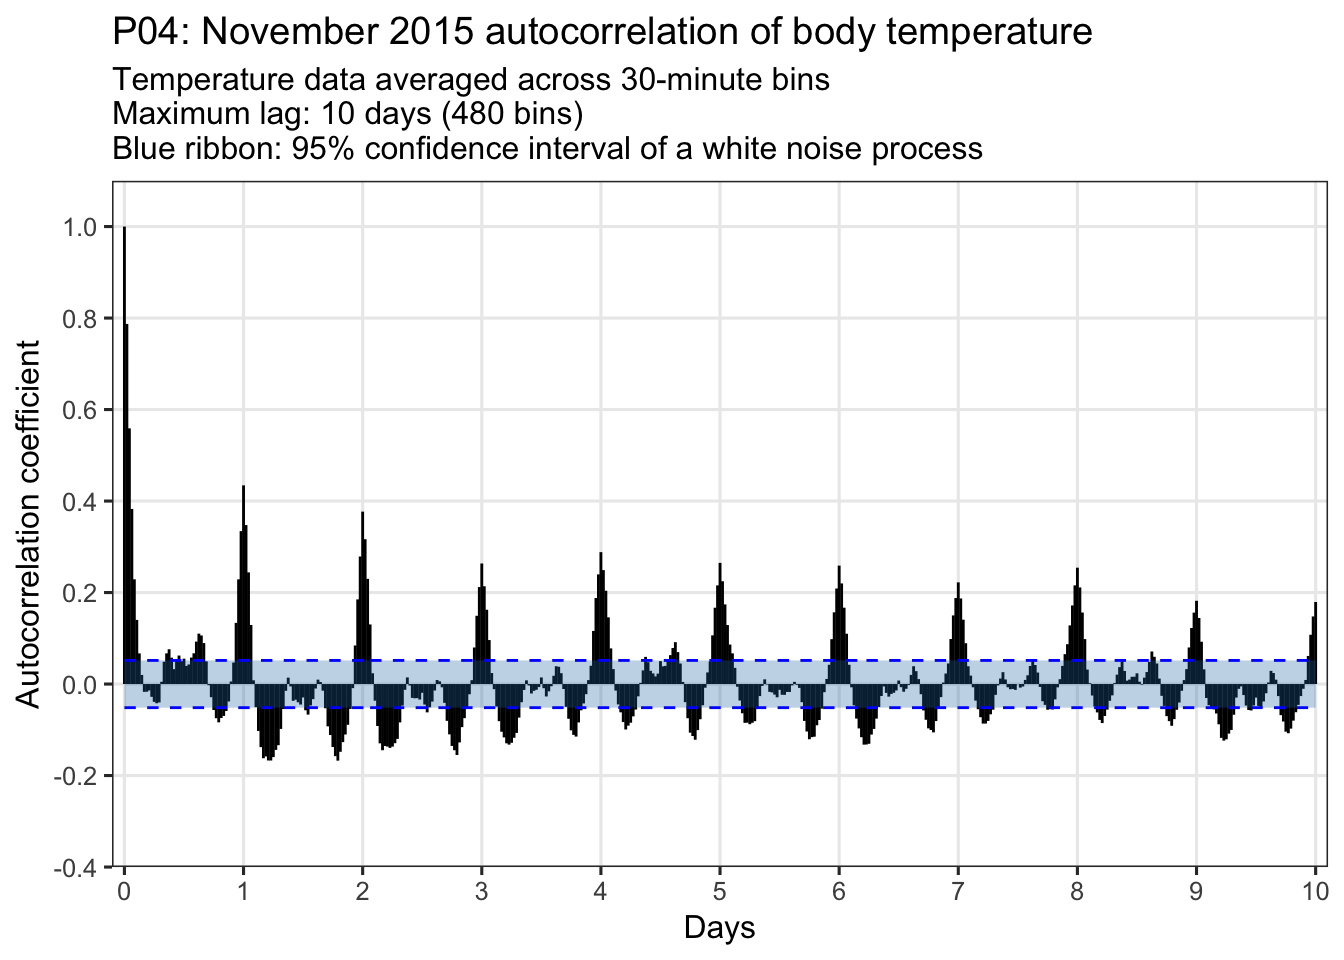 P04: November 2015 autocorrelation of body temperature
Temperature data averaged across 30-minute bins
Maximum lag: 10 days (480 bins)
Blue ribbon: 95% confidence interval of a white noise process
Autocorrelation coefficient
1.0
0.8
0.6
0.4
0.2
0.0
-0.2
-0.4
0 1 2 3 4 5 6 7 8 9 10
Days